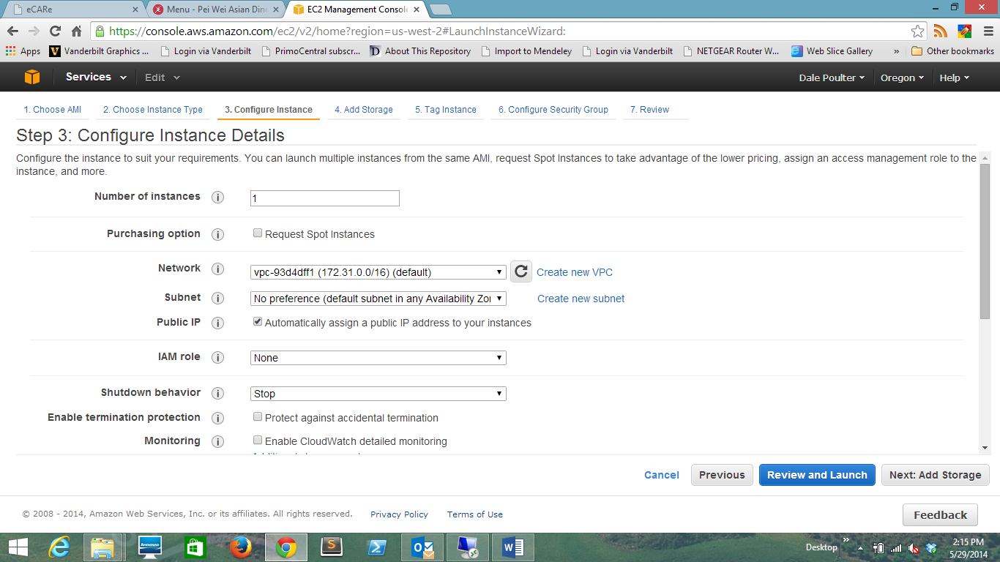 eCARe
Menu - Pei Wei Asian Din
EC2 Management Consol
https://console.aws.amazon.com/ec2/v2/home?region=us-west-2#LaunchInstanceWizard:
Apps
Vanderbilt Graphics ...
Login via Vanderbilt
PrimoCentral subscr...
About This Repository
Import to Mendeley
Login via Vanderbilt
NETGEAR Router W...
Web Slice Gallery
»
Other bookmarks
Services
Edit
Dale Poulter
Oregon
Help
1. Choose AMI
2. Choose Instance Type
3. Configure Instance
4. Add Storage
5. Tag Instance
6. Configure Security Group
7. Review
Step 3: Configure Instance Details
Configure the instance to suit your requirements. You can launch multiple instances from the same AMI, request Spot Instances to take advantage of the lower pricing, assign an access management role to the
instance, and more.
Number of instances
1
Purchasing option
Request Spot Instances
Network
vpc-93d4dff1 (172.31.0.0/16) (default)
Create new VPC
Subnet
No preference (default subnet in any Availability Zo
Create new subnet
Public IP
Automatically assign a public IP address to your instances
IAM role
None
Shutdown behavior
Stop
Enable termination protection
Protect against accidental termination
Monitoring
Enable CloudWatch detailed monitoring
Cancel
Previous
Review and Launch
Next: Add Storage
© 2008 - 2014, Amazon Web Services, Inc. or its affiliates. All rights reserved.
Privacy Policy
Terms of Use
Feedback
lenovo
Desktop
»
2:15 PM
5/29/2014